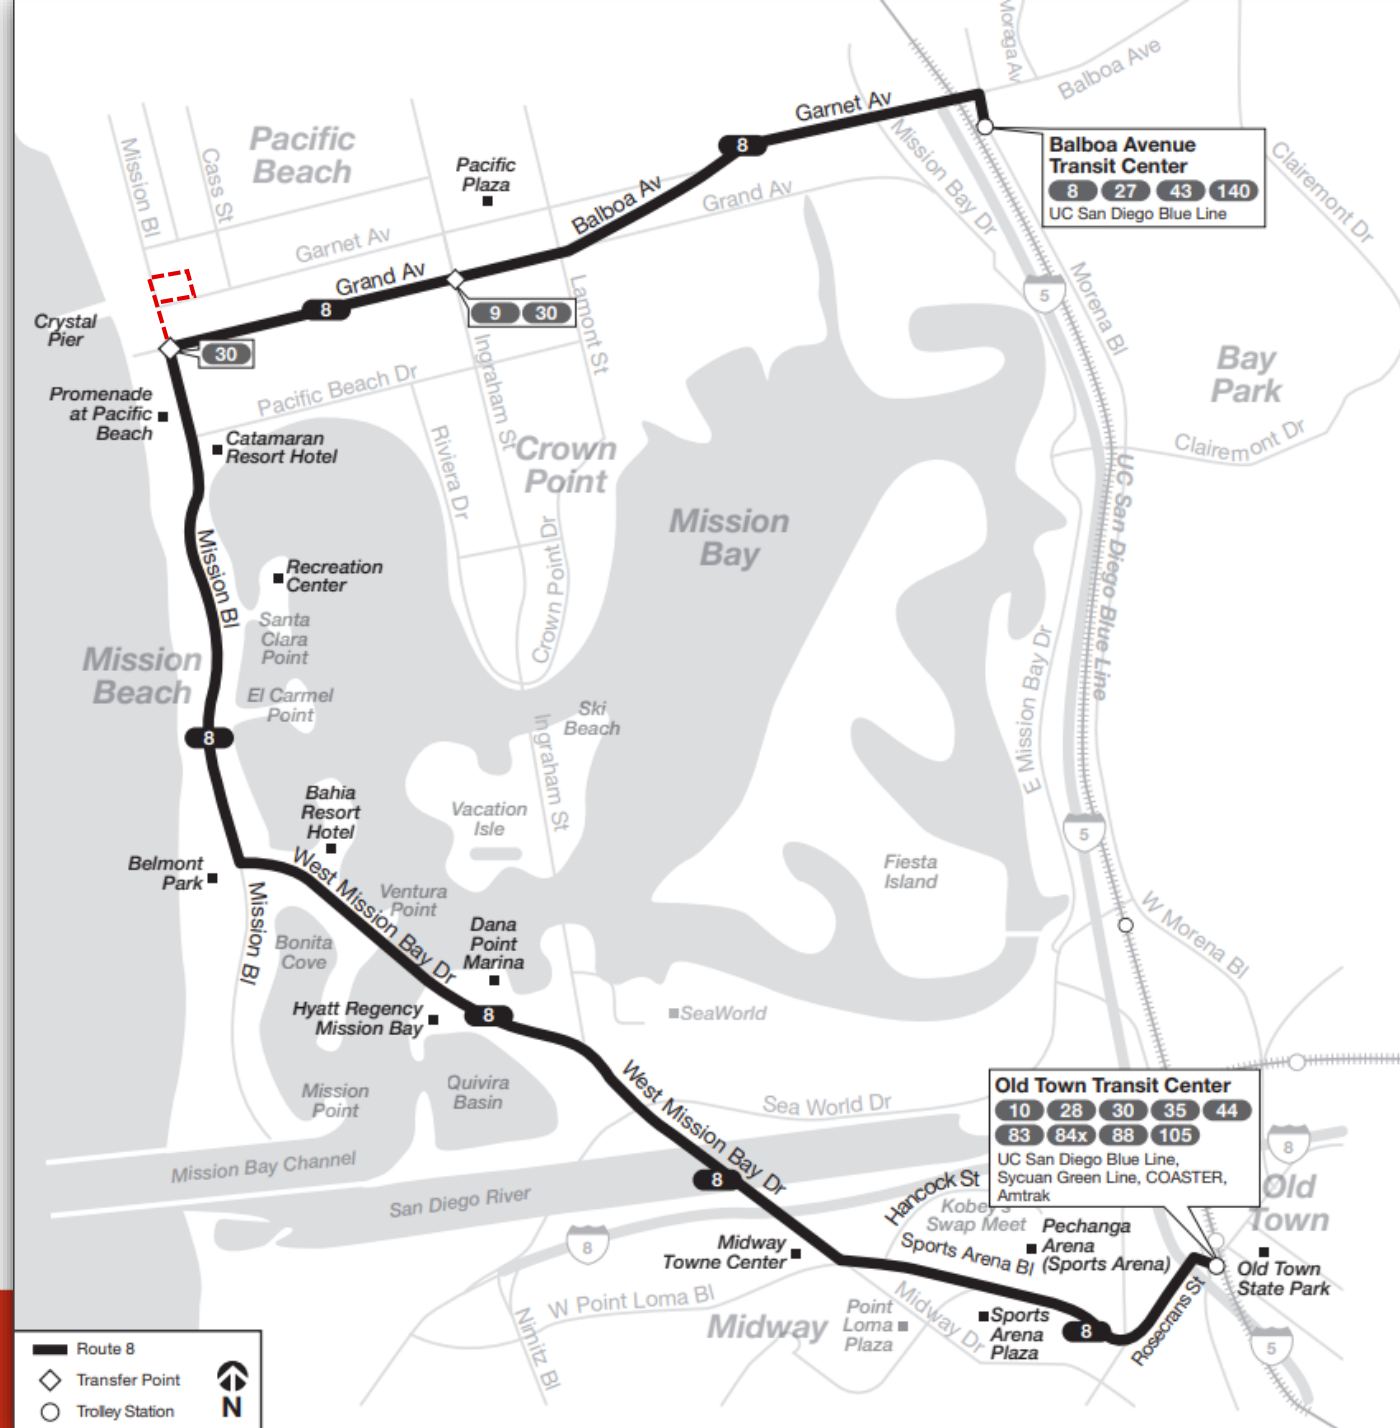 Moraga Av
Balboa Ave
Garnet Av
8
Mission Bay Dr
Balboa Avenue
Transit Center
8 27 43 140
UC San Diego Blue Line
Clairemont Dr
Mission Bl
Cass St
Pacific
Beach
Pacific
Plaza
Balboa Av
Grand Av
Garnet Av
Grand Av
8
9 30
Lamont St
5
Morena Bl
Crystal
Pier
30
Ingraham St
Bay
Park
Promenade
at Pacific
Beach
Pacific Beach Dr
Catamaran
Resort Hotel
Riviera Dr
Crown
Point
Clairemont Dr
UC San Diego Blue Line
Mission Bl
Mission
Bay
Crown Point Dr
Recreation
Center
Santa
Clara
Point
Mission
Beach
El Carmel
Point
Ski
Beach
E Mission Bay Dr
8
Ingraham St
Bahia
Resort
Hotel
Vacation
Isle
5
Belmont
Park
West Mission Bay Dr
Fiesta
Island
Mission Bl
Ventura
Point
Dana
Point
Marina
W Morena Bl
Bonita
Cove
Hyatt Regency
Mission Bay
8
SeaWorld
West Mission Bay Dr
Mission
Point
Quivira
Basin
Sea World Dr
Old Town Transit Center
10 28 30 35 44
83 84x 88 105
UC San Diego Blue Line,
Sycuan Green Line, COASTER,
Amtrak
8
Mission Bay Channel
San Diego River
8
Hancock St
Kobey's
Swap Meet
Old
Town
8
Midway
Towne Center
Sports Arena Bl
Pechanga
Arena
(Sports Arena)
Old Town
State Park
W Point Loma Bl
Nimitz Bl
Midway
Point
Loma
Plaza
Midway Dr
Sports
Arena
Plaza
8
Rosecrans St
5
Route 8
Transfer Point
Trolley Station
N